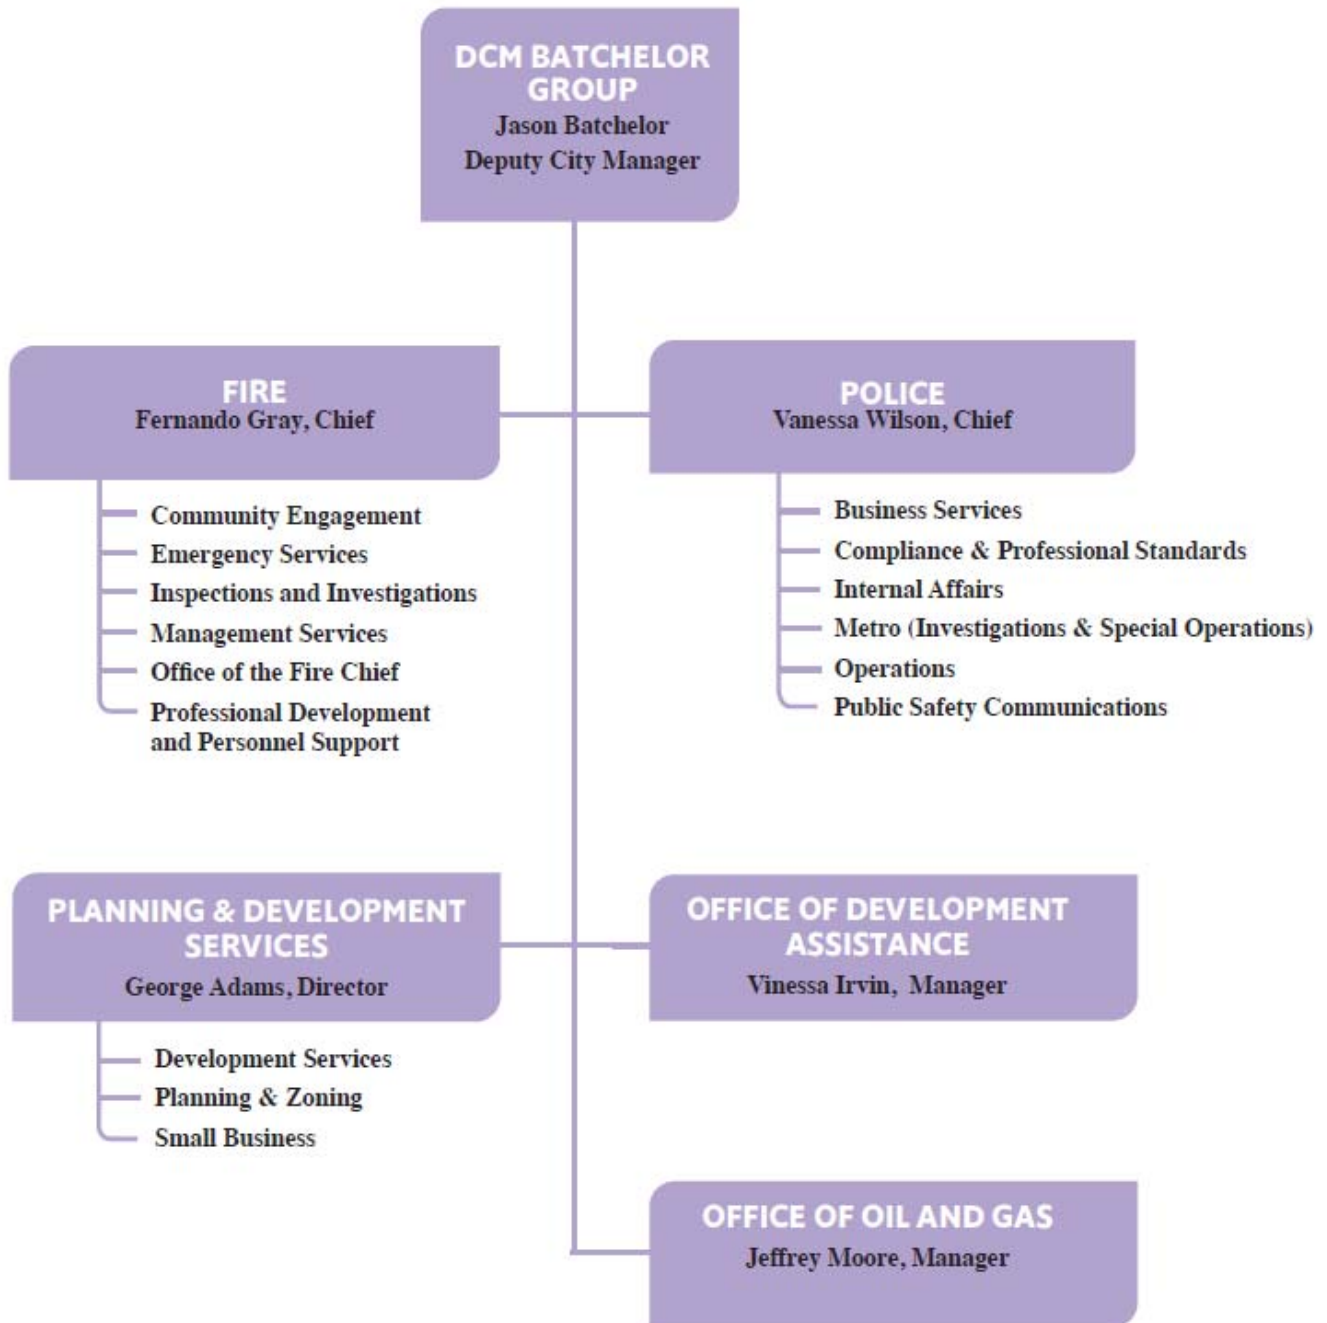 DCM BATCHELOR
GROUP
Jason Batchelor
Deputy City Manager
FIRE
Fernando Gray, Chief
Community Engagement
Emergency Services
Inspections and Investigations
Management Services
Office of the Fire Chief
Professional Development
and Personnel Support
POLICE
Vanessa Wilson, Chief
Business Services
Compliance & Professional Standards
Internal Affairs
Metro (Investigations & Special Operations)
Operations
Public Safety Communications
PLANNING & DEVELOPMENT
SERVICES
George Adams, Director
Development Services
Planning & Zoning
Small Business
OFFICE OF DEVELOPMENT
ASSISTANCE
Vinessa Irvin, Manager
OFFICE OF OIL AND GAS
Jeffrey Moore, Manager